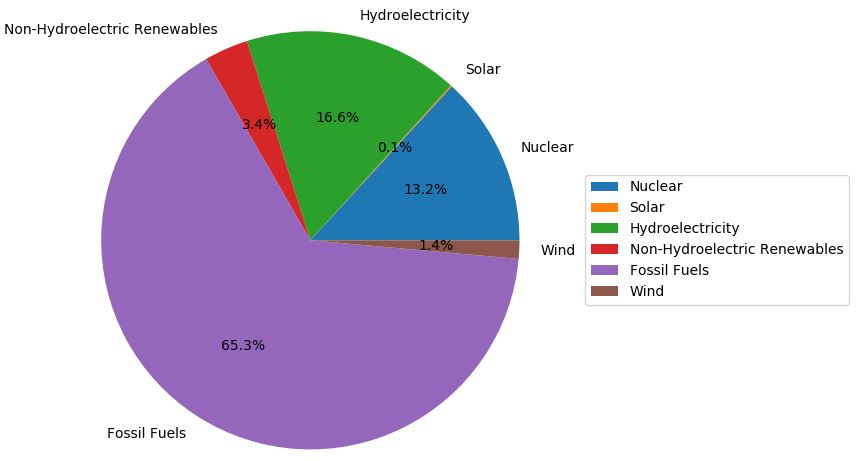 Hydroelectricity
Non-Hydroelectric Renewables
Solar
16.6%
3.4%
0.1%
Nuclear
13.2%
1.4%
Wind
65.3%
Fossil Fuels
Nuclear
Solar
Hydroelectricity
Non-Hydroelectric Renewables
Fossil Fuels
Wind